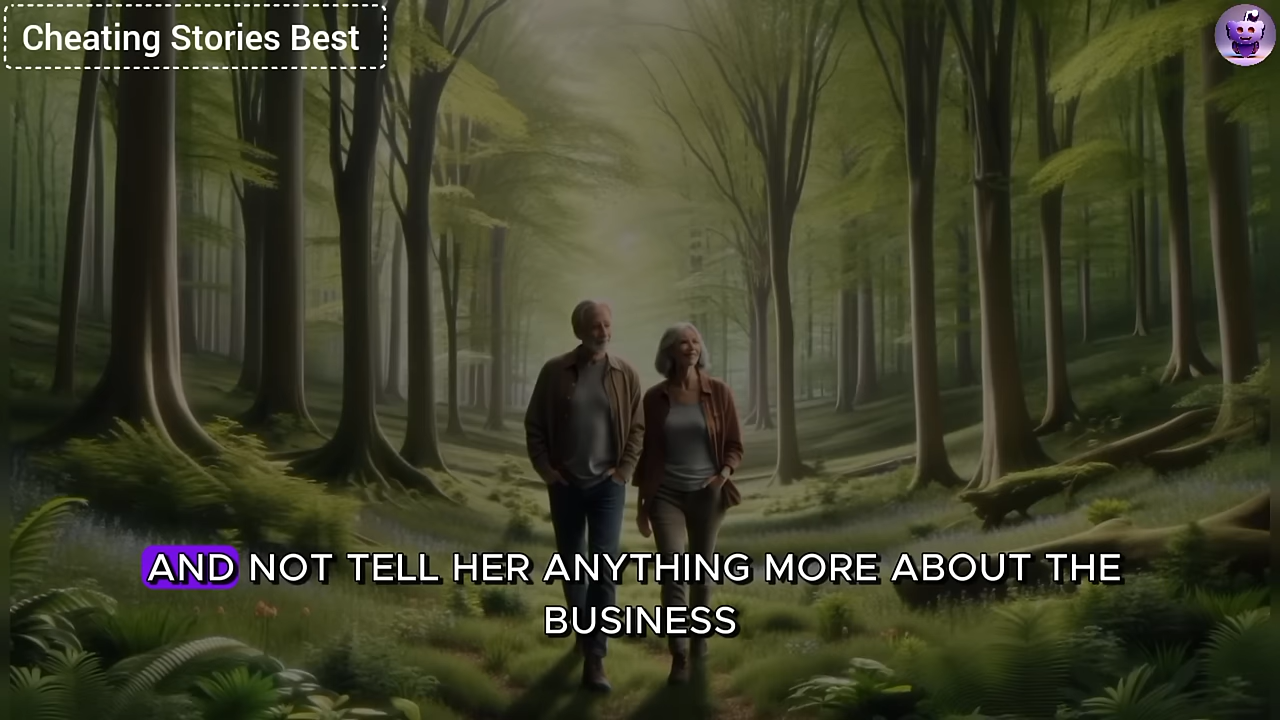 Cheating Stories Best
AND NOT TELL HER ANYTHING MORE ABOUT THE
BUSINESS